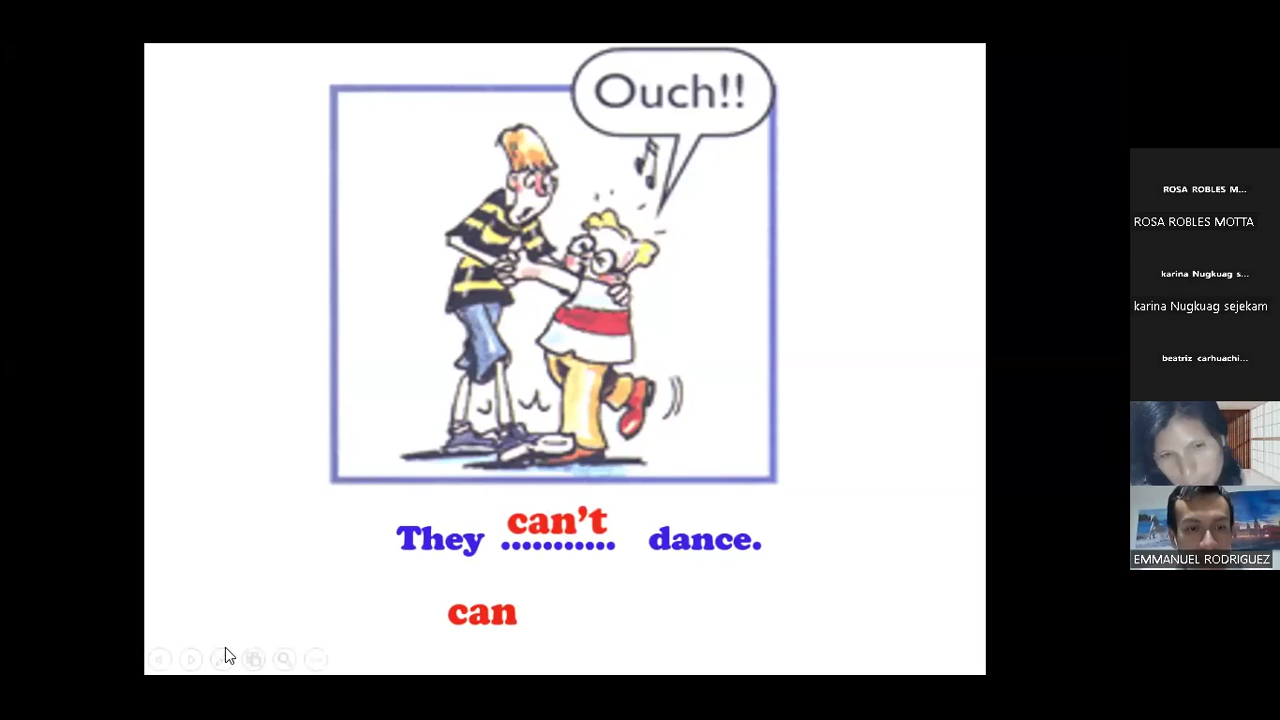 Ouch!!
They can't dance.
can
ROSA ROBLES M...
ROSA ROBLES MOTTA
karina Nugkuag s...
karina Nugkuag sejekam
beatriz carhuachi...
EMMANUEL RODRIGUEZ